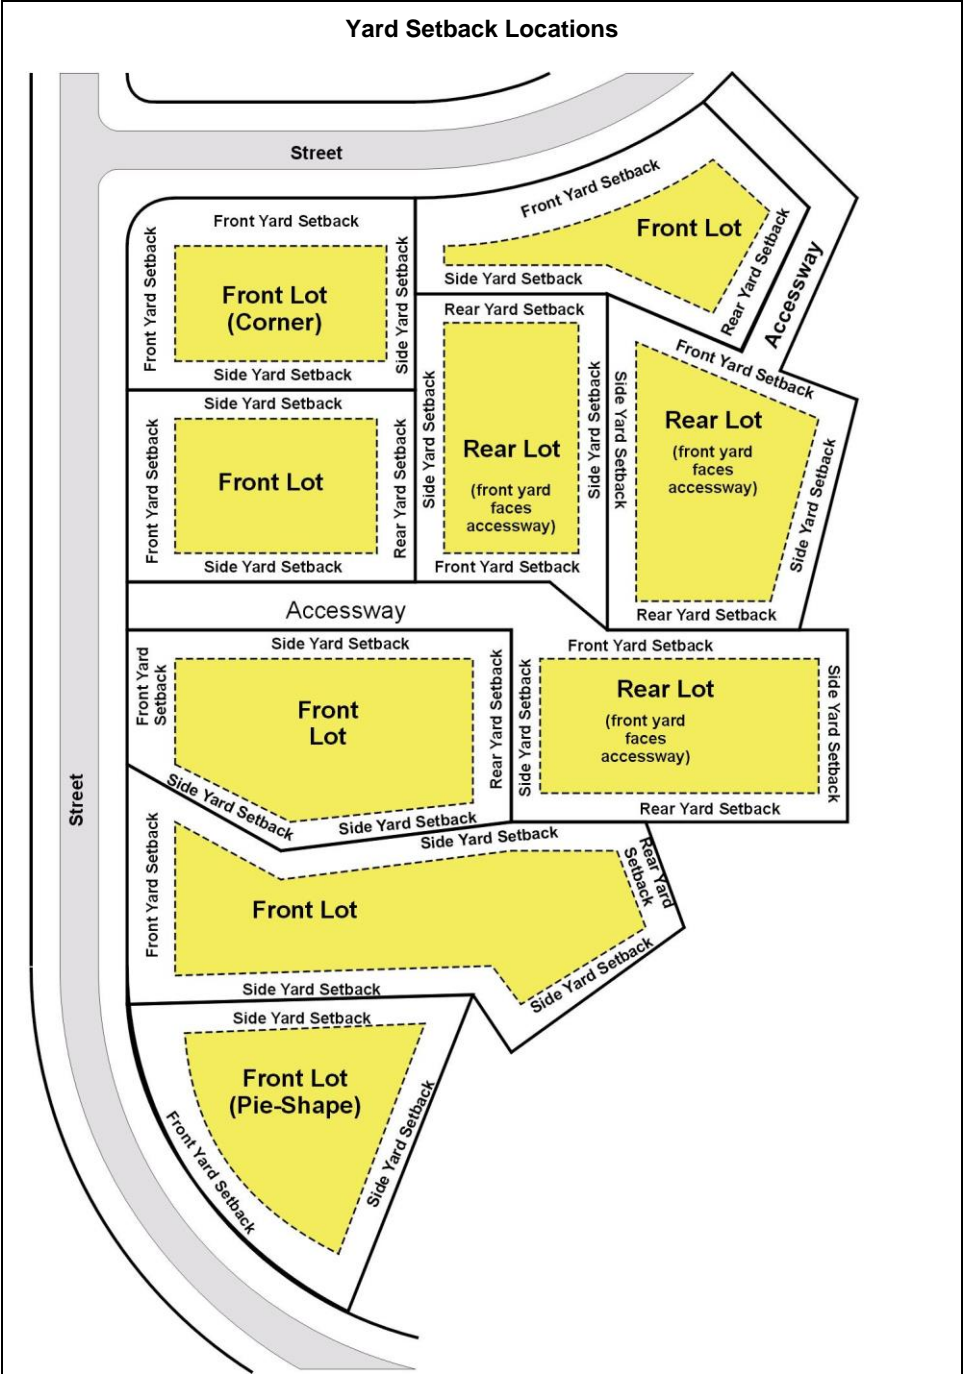 Yard Setback Locations
Street
Front Yard Setback
Front Yard Setback
Front Lot
(Corner)
Side Yard Setback
Side Yard Setback
Front Yard Setback
Front Lot
Side Yard Setback
Rear Yard Setback
Accessway
Side Yard Setback
Front Yard Setback
Front Lot
Rear Yard Setback
Side Yard Setback
Rear Yard Setback
Side Yard Setback
Rear Lot
(front yard
faces
accessway)
Side Yard Setback
Front Yard Setback
Front Yard Setback
Side Yard Setback
Rear Lot
(front yard
faces
accessway)
Side Yard Setback
Rear Yard Setback
Accessway
Side Yard Setback
Front Yard
Setback
Front
Lot
Rear Yard Setback
Side Yard Setback
Side Yard Setback
Front Yard Setback
Side Yard Setback
Rear Lot
(front yard
faces
accessway)
Side Yard Setback
Rear Yard Setback
Street
Side Yard Setback
Front Yard Setback
Front Lot
Rear Yard
Setback
Side Yard Setback
Side Yard Setback
Side Yard Setback
Front Lot
(Pie-Shape)
Front Yard Setback
Side Yard Setback